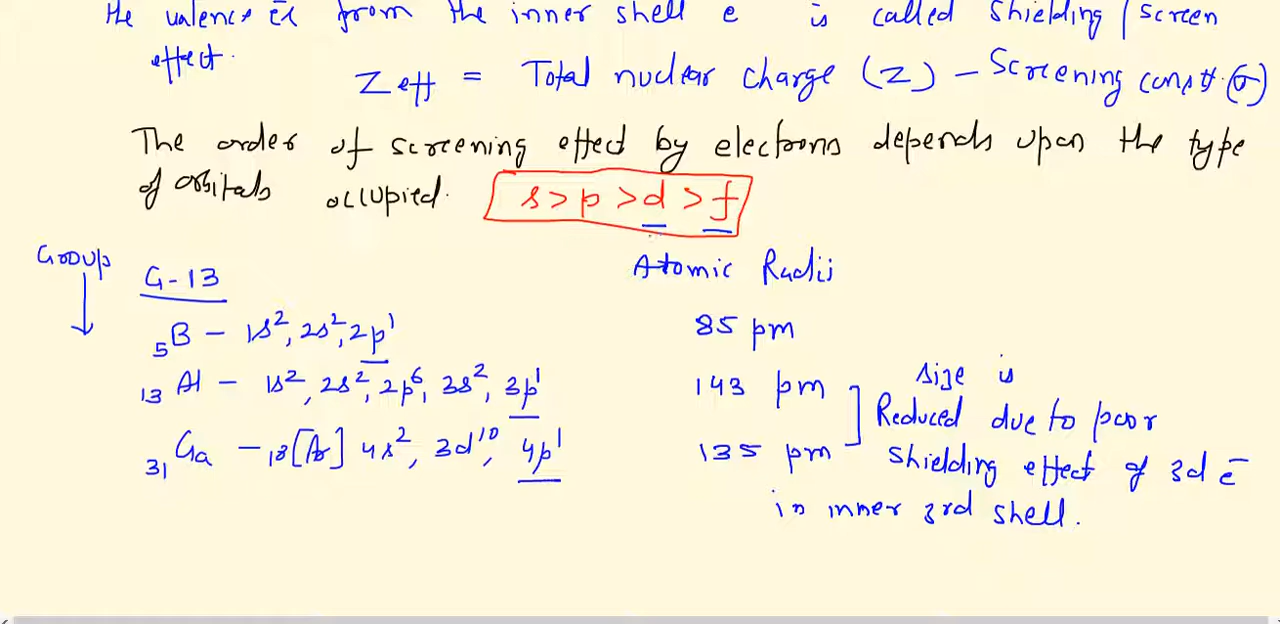 the valence ēs from the inner shell e is called shielding / screen
effect.
Zeff = Total nuclear charge (Z) – Screening const. (σ)
The order of screening effect by electrons depends upon the type
of orbitals occupied. s > p > d > f
Group G-13 Atomic Radii
₅B – 1s², 2s², 2p¹ 85 pm
₁₃Al – 1s², 2s², 2p⁶, 3s², 3p¹ 143 pm
₃₁Ga – ₁₈[Ar] 4s², 3d¹⁰, 4p¹ 135 pm
size is
Reduced due to poor
shielding effect of 3d ē
in inner 3rd shell.